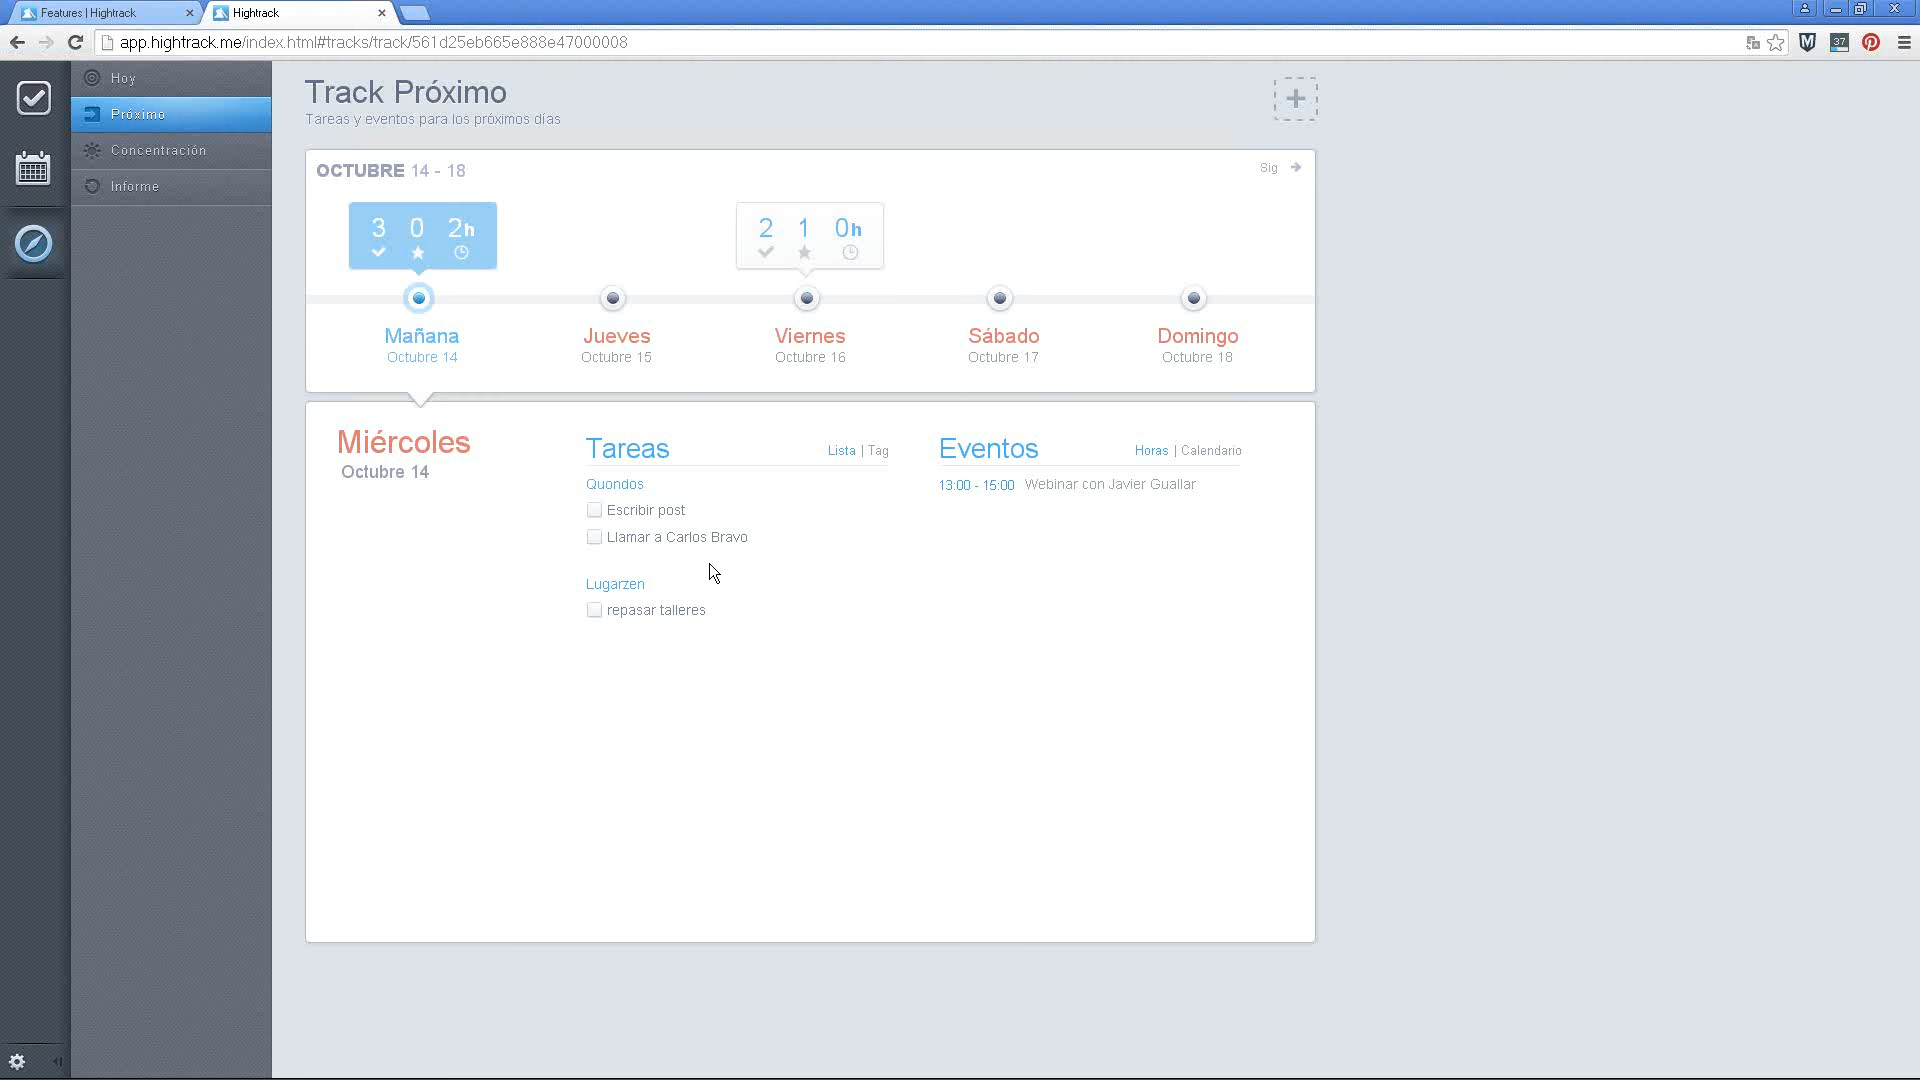 Features | Hightrack
Hightrack
app.hightrack.me/index.html#tracks/track/561d25eb665e888e47000008
37
Hoy
Próximo
Concentración
Informe
Track Próximo
Tareas y eventos para los próximos días
OCTUBRE 14 - 18
Sig
3 0 2h
2 1 0h
Mañana
Octubre 14
Jueves
Octubre 15
Viernes
Octubre 16
Sábado
Octubre 17
Domingo
Octubre 18
Miércoles
Octubre 14
Tareas
Lista | Tag
Quondos
Escribir post
Llamar a Carlos Bravo
Lugarzen
repasar talleres
Eventos
Horas | Calendario
13:00 - 15:00 Webinar con Javier Guallar